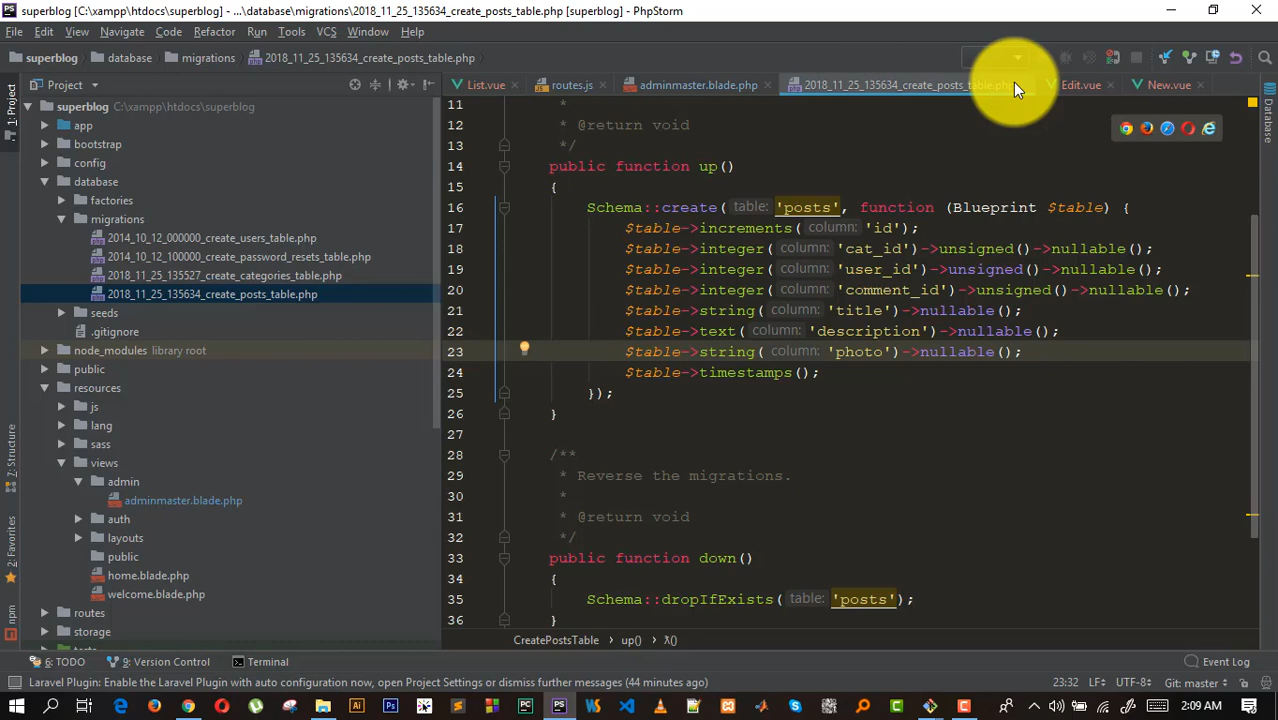 superblog [C:\xampp\htdocs\superblog] - ...\database\migrations\2018_11_25_135634_create_posts_table.php [superblog] - PhpStorm
File Edit View Navigate Code Refactor Run Tools VCS Window Help
superblog database migrations 2018_11_25_135634_create_posts_table.php
Project
List.vue routes.js adminmaster.blade.php 2018_11_25_135634_create_posts_table.php Edit.vue New.vue
1: Project
7: Structure
2: Favorites
npm
Database
superblog C:\xampp\htdocs\superblog
app
bootstrap
config
database
factories
migrations
2014_10_12_000000_create_users_table.php
2014_10_12_100000_create_password_resets_table.php
2018_11_25_135527_create_categories_table.php
2018_11_25_135634_create_posts_table.php
seeds
.gitignore
node_modules library root
public
resources
js
lang
sass
views
admin
adminmaster.blade.php
auth
layouts
public
home.blade.php
welcome.blade.php
routes
storage
tests
11 *
12 * @return void
13 */
14 public function up()
15 {
16 Schema::create( table: 'posts', function (Blueprint $table) {
17 $table->increments( column: 'id');
18 $table->integer( column: 'cat_id')->unsigned()->nullable();
19 $table->integer( column: 'user_id')->unsigned()->nullable();
20 $table->integer( column: 'comment_id')->unsigned()->nullable();
21 $table->string( column: 'title')->nullable();
22 $table->text( column: 'description')->nullable();
23 $table->string( column: 'photo')->nullable();
24 $table->timestamps();
25 });
26 }
27
28 /**
29 * Reverse the migrations.
30 *
31 * @return void
32 */
33 public function down()
34 {
35 Schema::dropIfExists( table: 'posts');
36 }
CreatePostsTable up() λ()
6: TODO 9: Version Control Terminal Event Log
Laravel Plugin: Enable the Laravel Plugin with auto configuration now, open Project Settings or dismiss further messages (44 minutes ago) 23:32 LF UTF-8 Git: master
2:09 AM